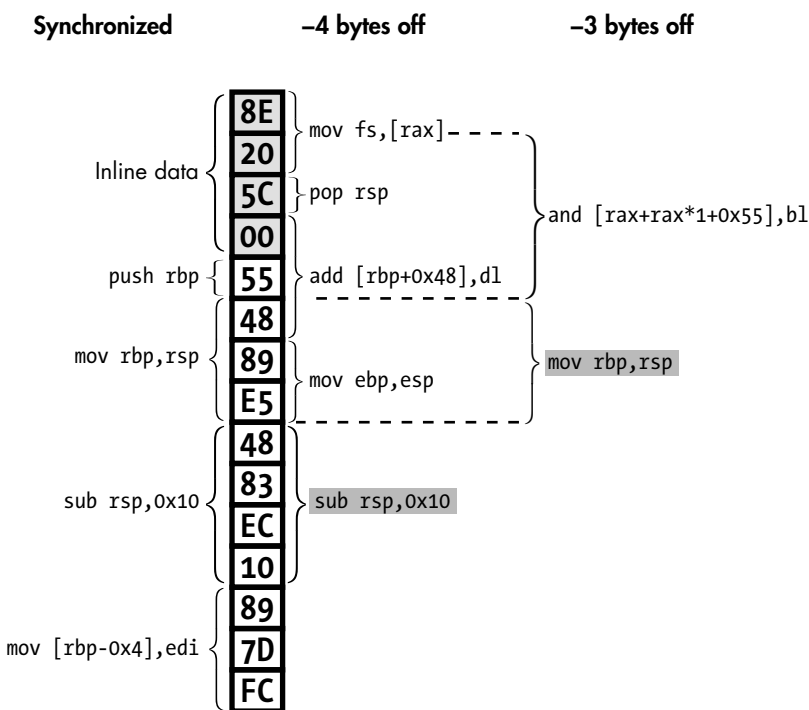 Synchronized –4 bytes off –3 bytes off
8E
mov fs,[rax]
20
Inline data
5C
pop rsp
and [rax+rax*1+0x55],bl
00
push rbp
55
add [rbp+0x48],dl
48
mov rbp,rsp
89
mov ebp,esp
mov rbp,rsp
E5
48
83
sub rsp,0x10
sub rsp,0x10
EC
10
89
mov [rbp-0x4],edi
7D
FC